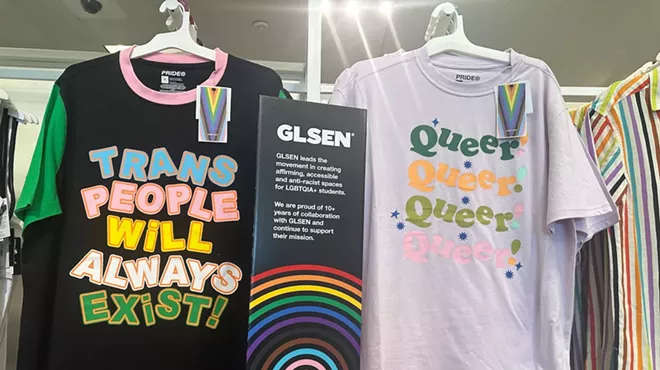 PRIDE
TRANS
PEOPLE
WILL
ALWAYS
EXIST!
GLSEN®
GLSEN leads the
movement in creating
affirming, accessible
and anti-racist spaces
for LGBTQIA+ students.
We are proud of 10+
years of collaboration
with GLSEN and
continue to support
their mission.
PRIDE
Queer!
Queer!
Queer!
Queer!